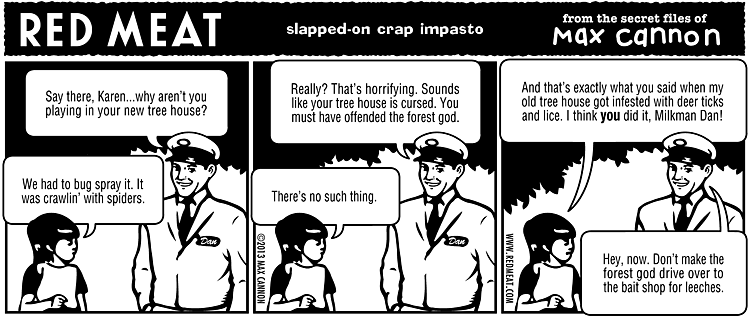 RED MEAT
slapped-on crap impasto
from the secret files of
Max cannon
Say there, Karen...why aren't you
playing in your new tree house?
We had to bug spray it. It
was crawlin' with spiders.
Dan
©2013 MAX CANNON
Really? That's horrifying. Sounds
like your tree house is cursed. You
must have offended the forest god.
There's no such thing.
Dan
And that's exactly what you said when my
old tree house got infested with deer ticks
and lice. I think you did it, Milkman Dan!
WWW.REDMEAT.COM
Hey, now. Don't make the
forest god drive over to
the bait shop for leeches.